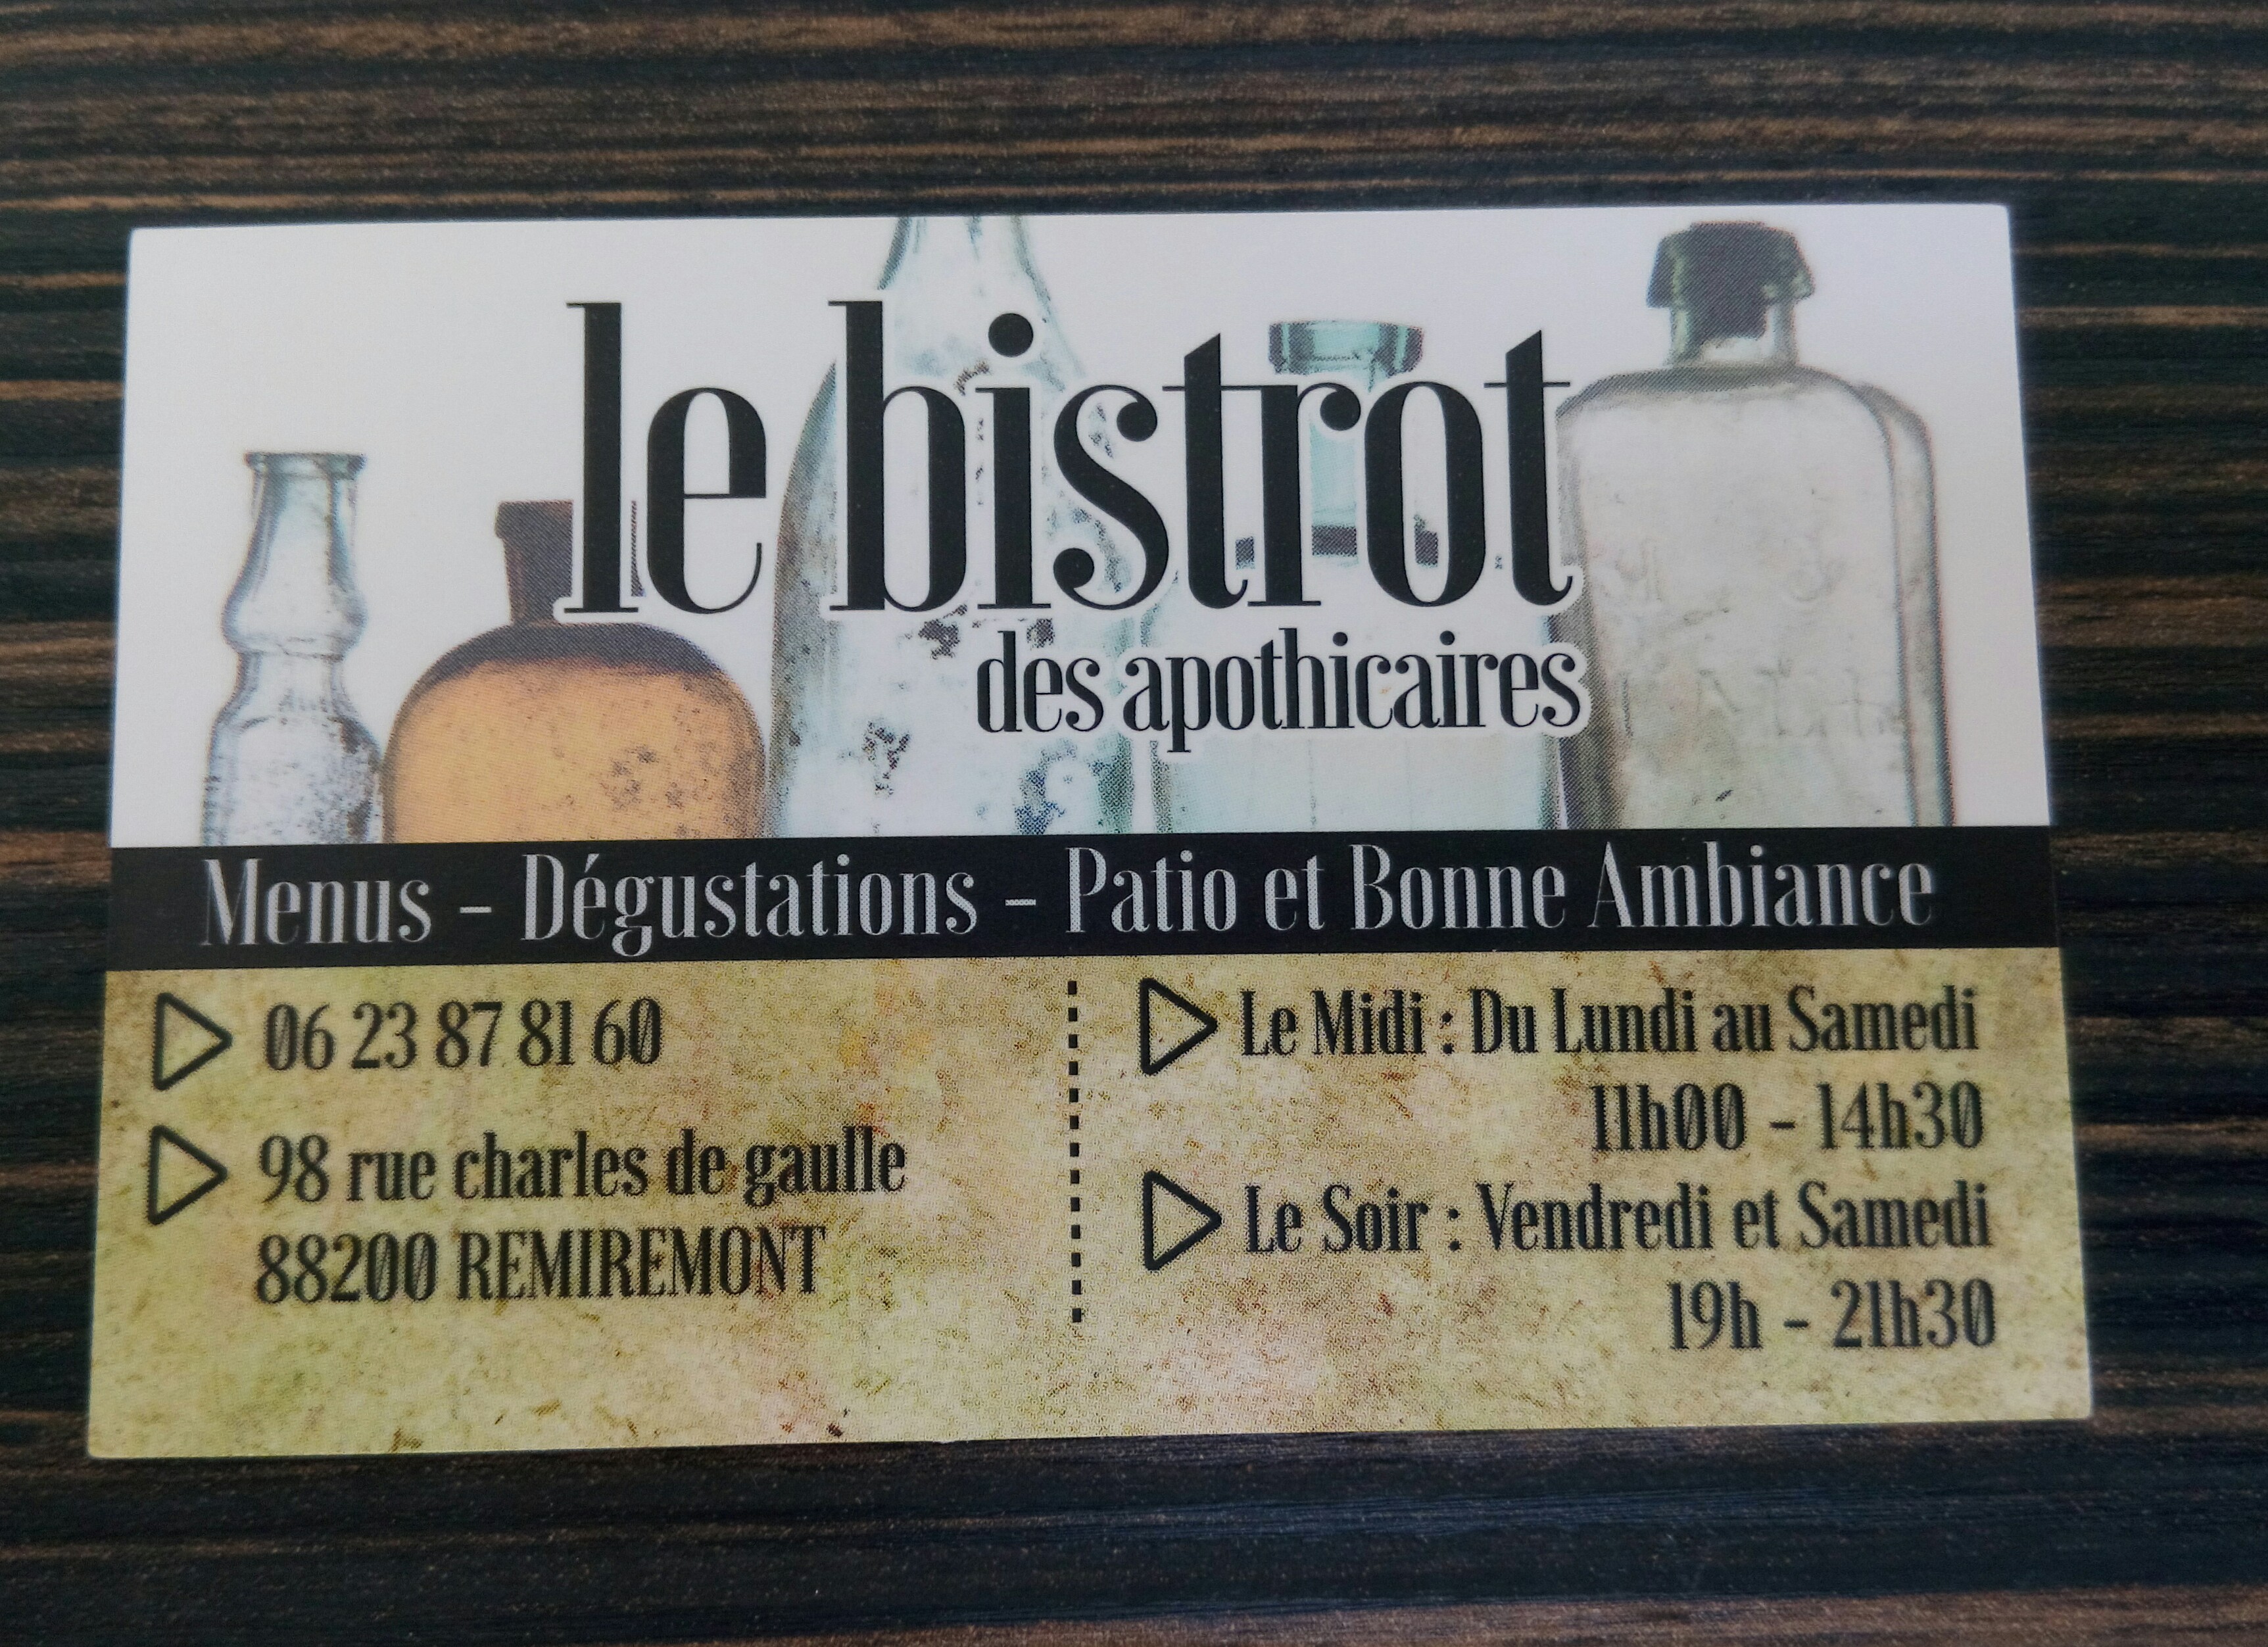 le bistrot
des apothicaires
Menus - Dégustations - Patio et Bonne Ambiance
06 23 87 81 60
98 rue charles de gaulle
88200 REMIREMONT
Le Midi : Du Lundi au Samedi
11h00 - 14h30
Le Soir : Vendredi et Samedi
19h - 21h30